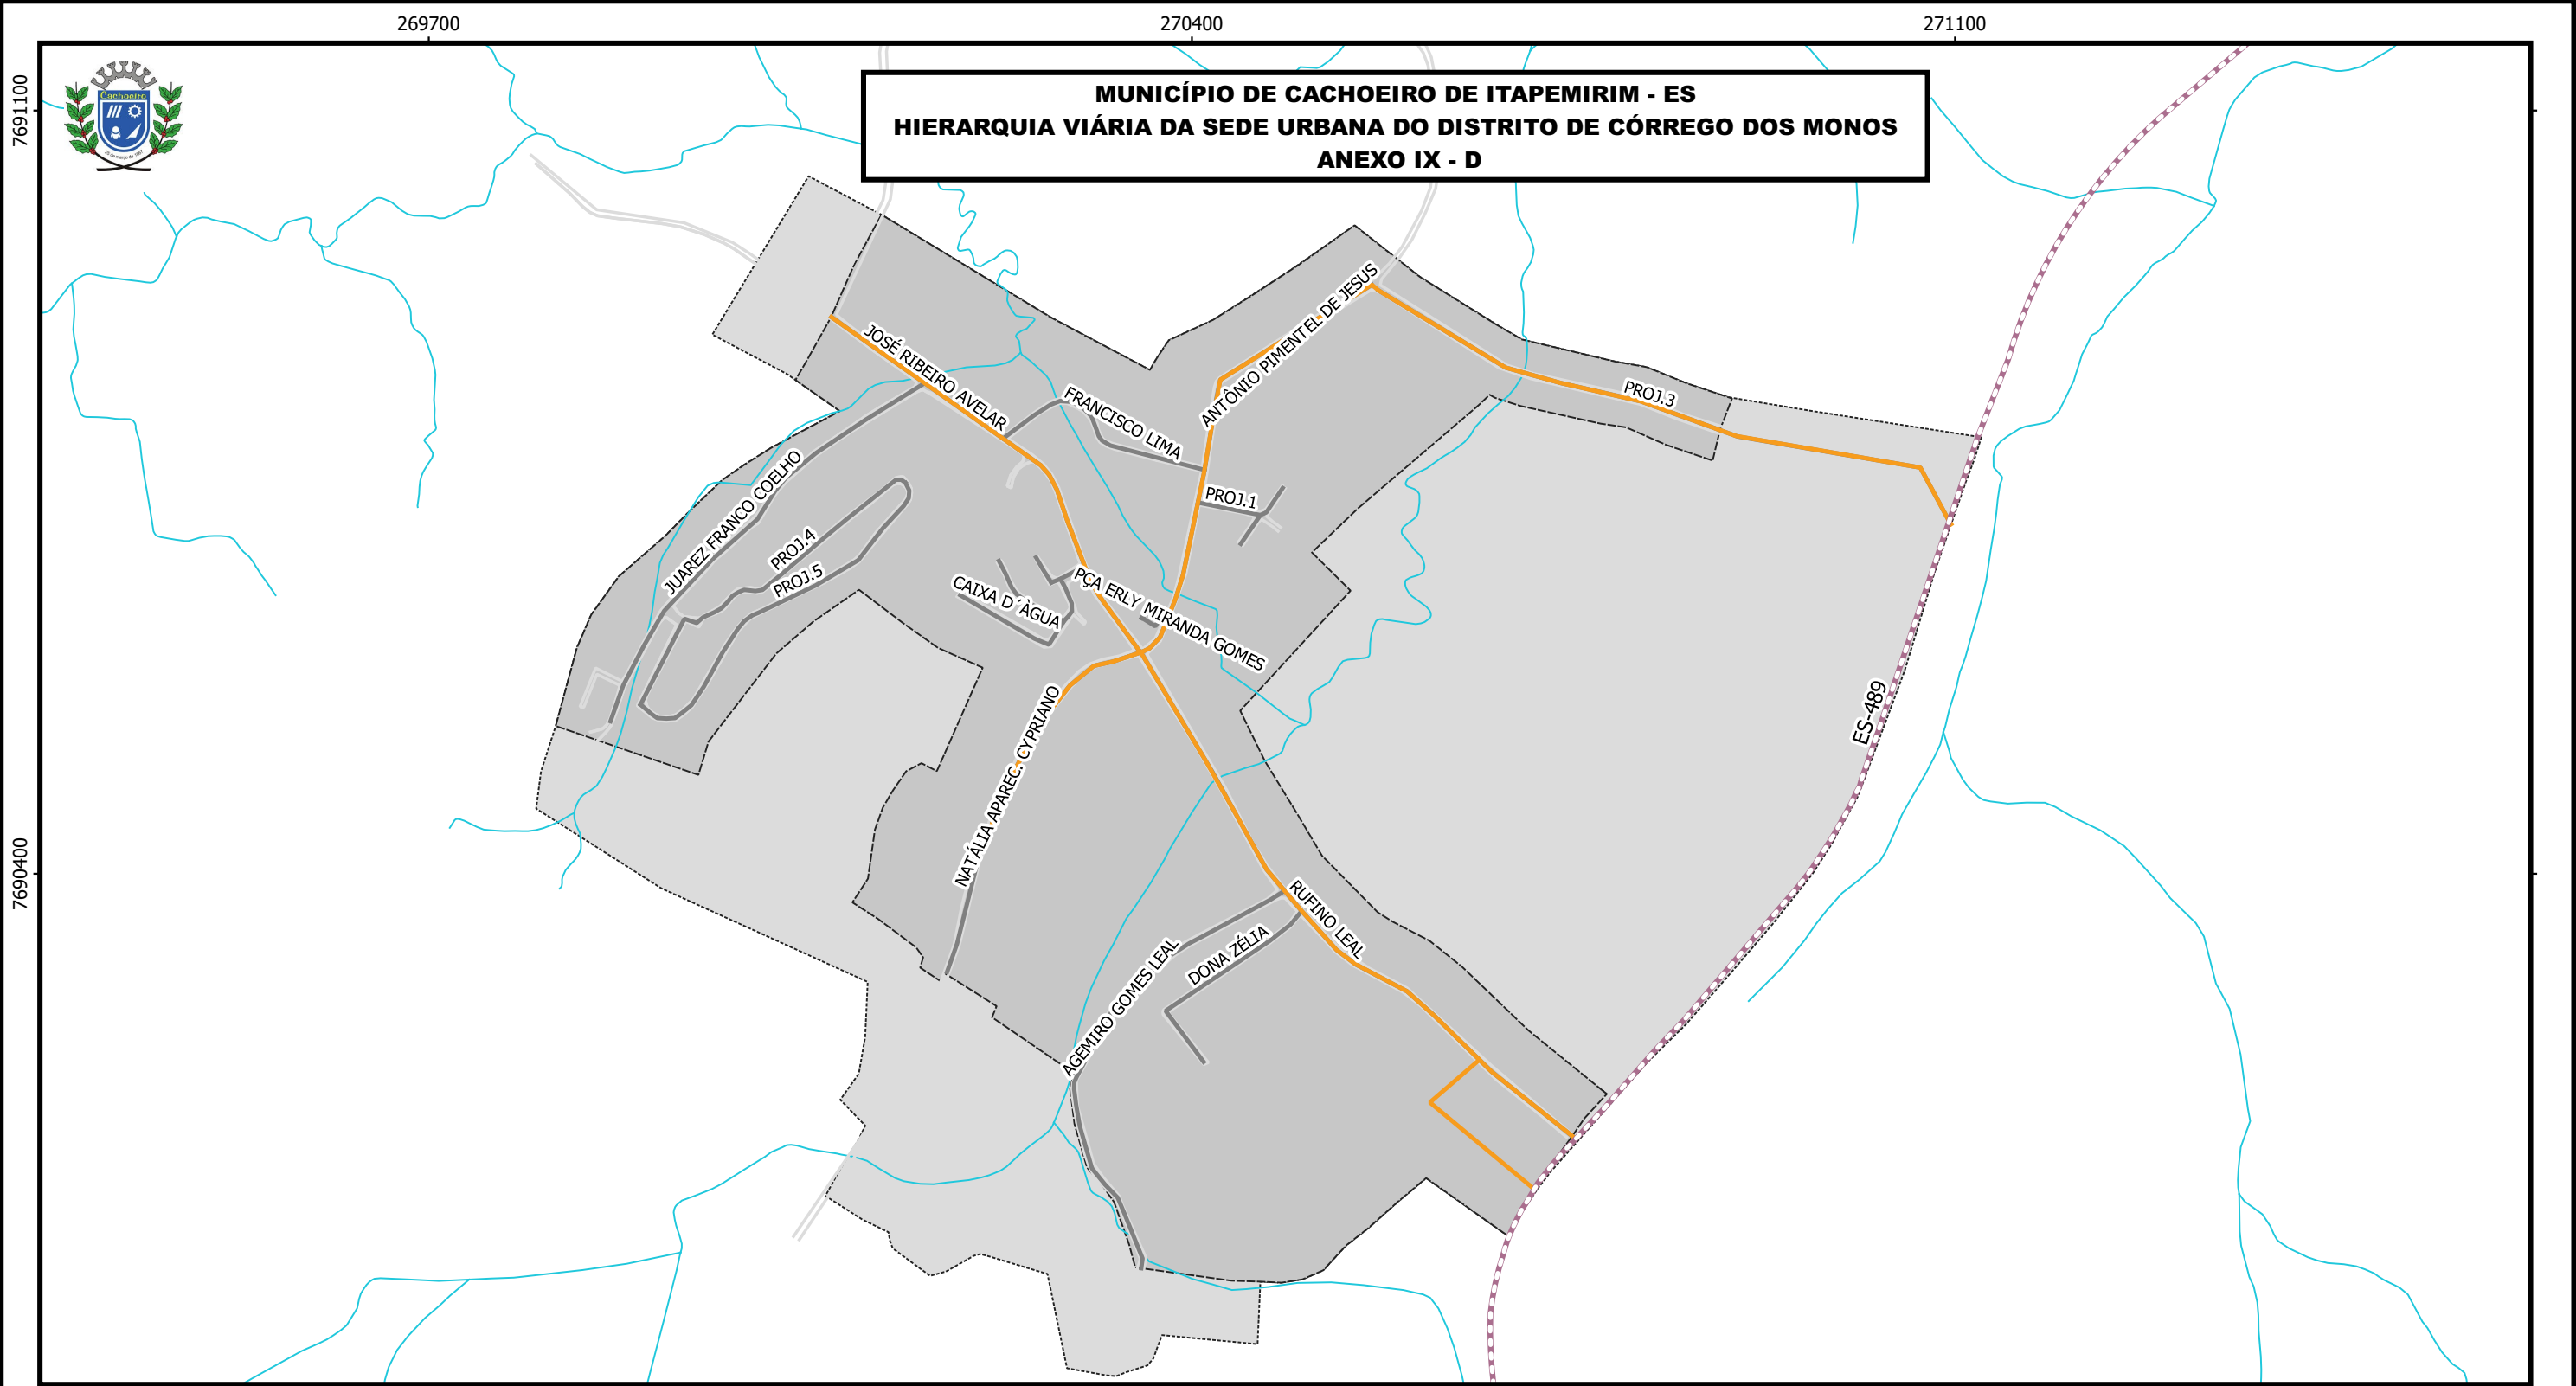 269700
270400
271100
7691100
7690400
Cachoeiro
MUNICÍPIO DE CACHOEIRO DE ITAPEMIRIM - ES
HIERARQUIA VIÁRIA DA SEDE URBANA DO DISTRITO DE CÓRREGO DOS MONOS
ANEXO IX - D
JOSÉ RIBEIRO AVELAR
FRANCISCO LIMA
ANTÔNIO PIMENTEL DE JESUS
PROJ.3
JUAREZ FRANCO COELHO
PROJ.1
PROJ.4
PROJ.5
CAIXA D´ÀGUA
PÇA ERLY MIRANDA GOMES
NATÁLIA APAREC. CYPRIANO
ES-489
RUFINO LEAL
DONA ZÉLIA
AGEMIRO GOMES LEAL